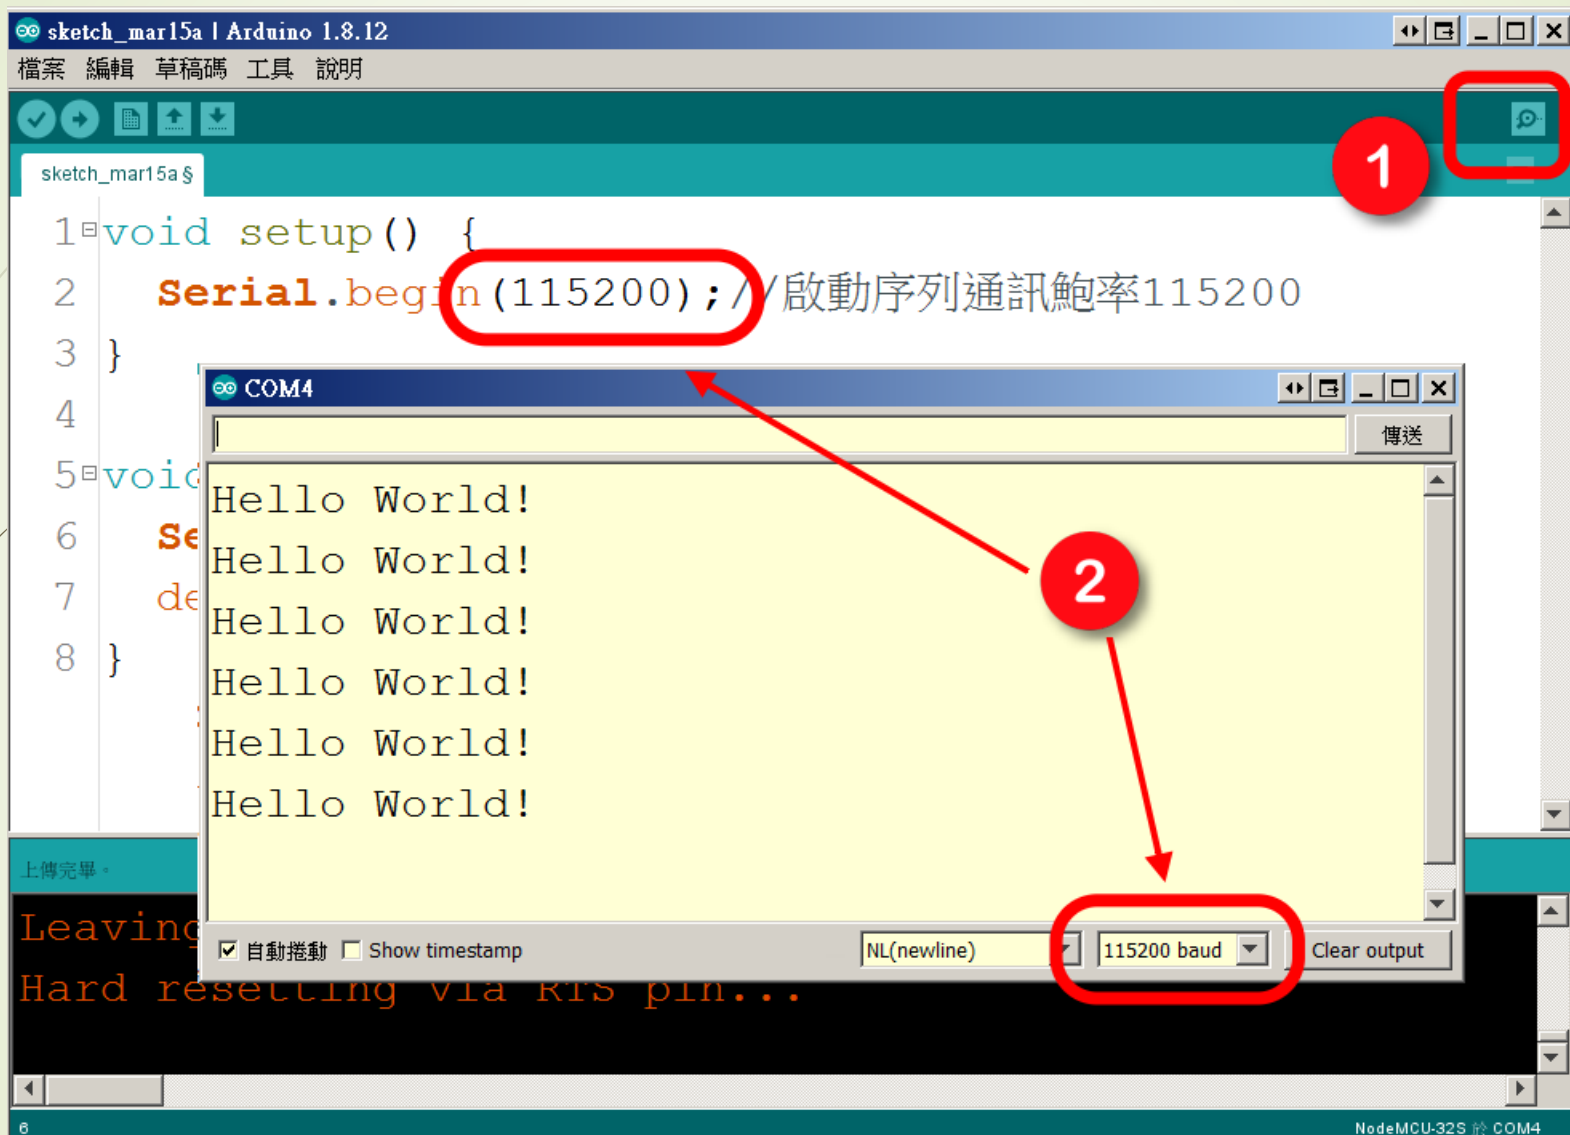 sketch_mar15a | Arduino 1.8.12
檔案 編輯 草稿碼 工具 說明
sketch_mar15a §
1
1 void setup() {
2 Serial.begin(115200);//啟動序列通訊鮑率115200
3 }
4
5 void
6 Se
7 de
8 }
COM4
傳送
Hello World!
Hello World!
Hello World!
Hello World!
Hello World!
Hello World!
2
自動捲動 Show timestamp NL(newline) 115200 baud Clear output
上傳完畢。
Leaving
Hard resetting via RTS pin...
6 NodeMCU-32S 於 COM4